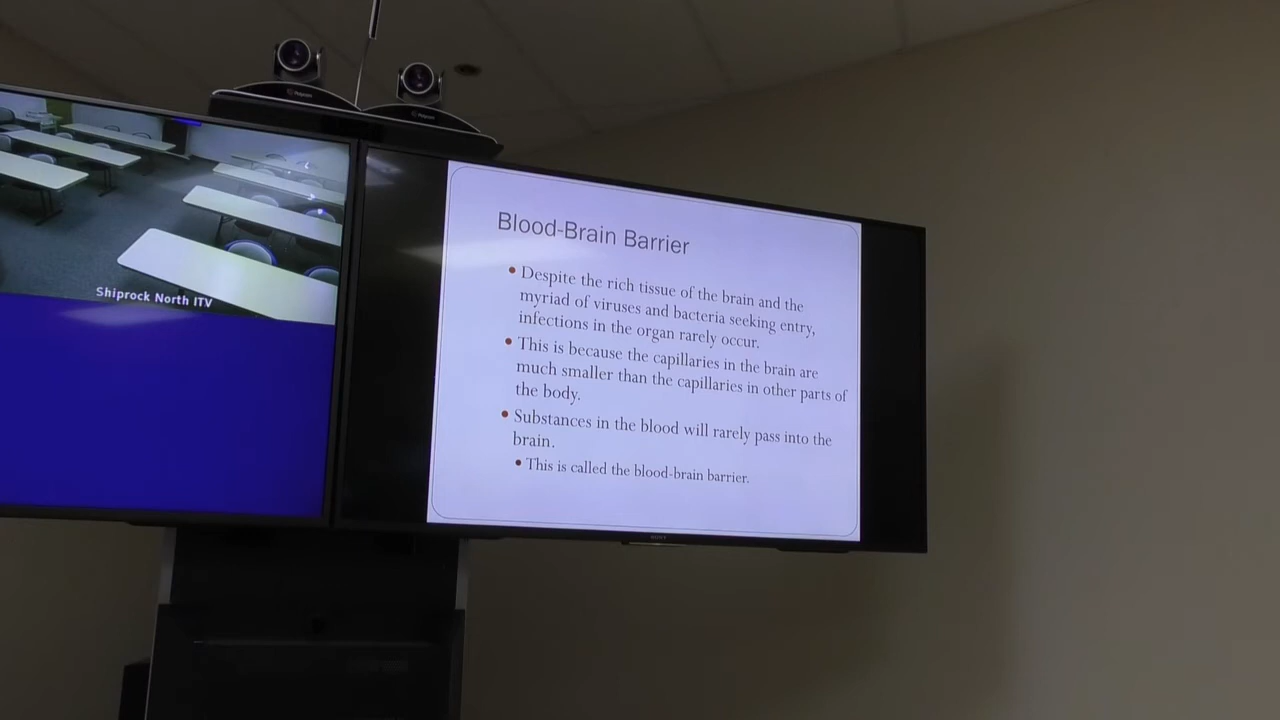 Shiprock North ITV
Blood-Brain Barrier
• Despite the rich tissue of the brain and the
myriad of viruses and bacteria seeking entry,
infections in the organ rarely occur.
• This is because the capillaries in the brain are
much smaller than the capillaries in other parts of
the body.
• Substances in the blood will rarely pass into the
brain.
• This is called the blood-brain barrier.
SONY